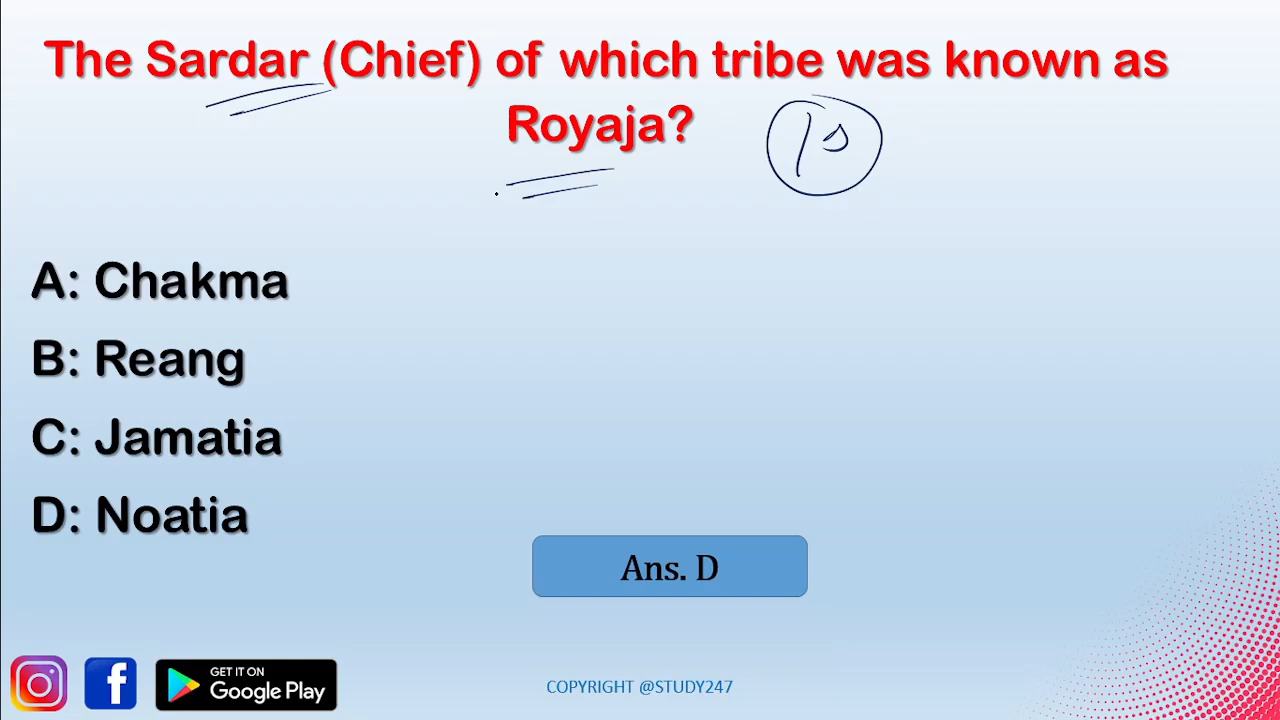 The Sardar (Chief) of which tribe was known as
Royaja?
A: Chakma
B: Reang
C: Jamatia
D: Noatia
Ans. D
GET IT ON
Google Play
COPYRIGHT @STUDY247